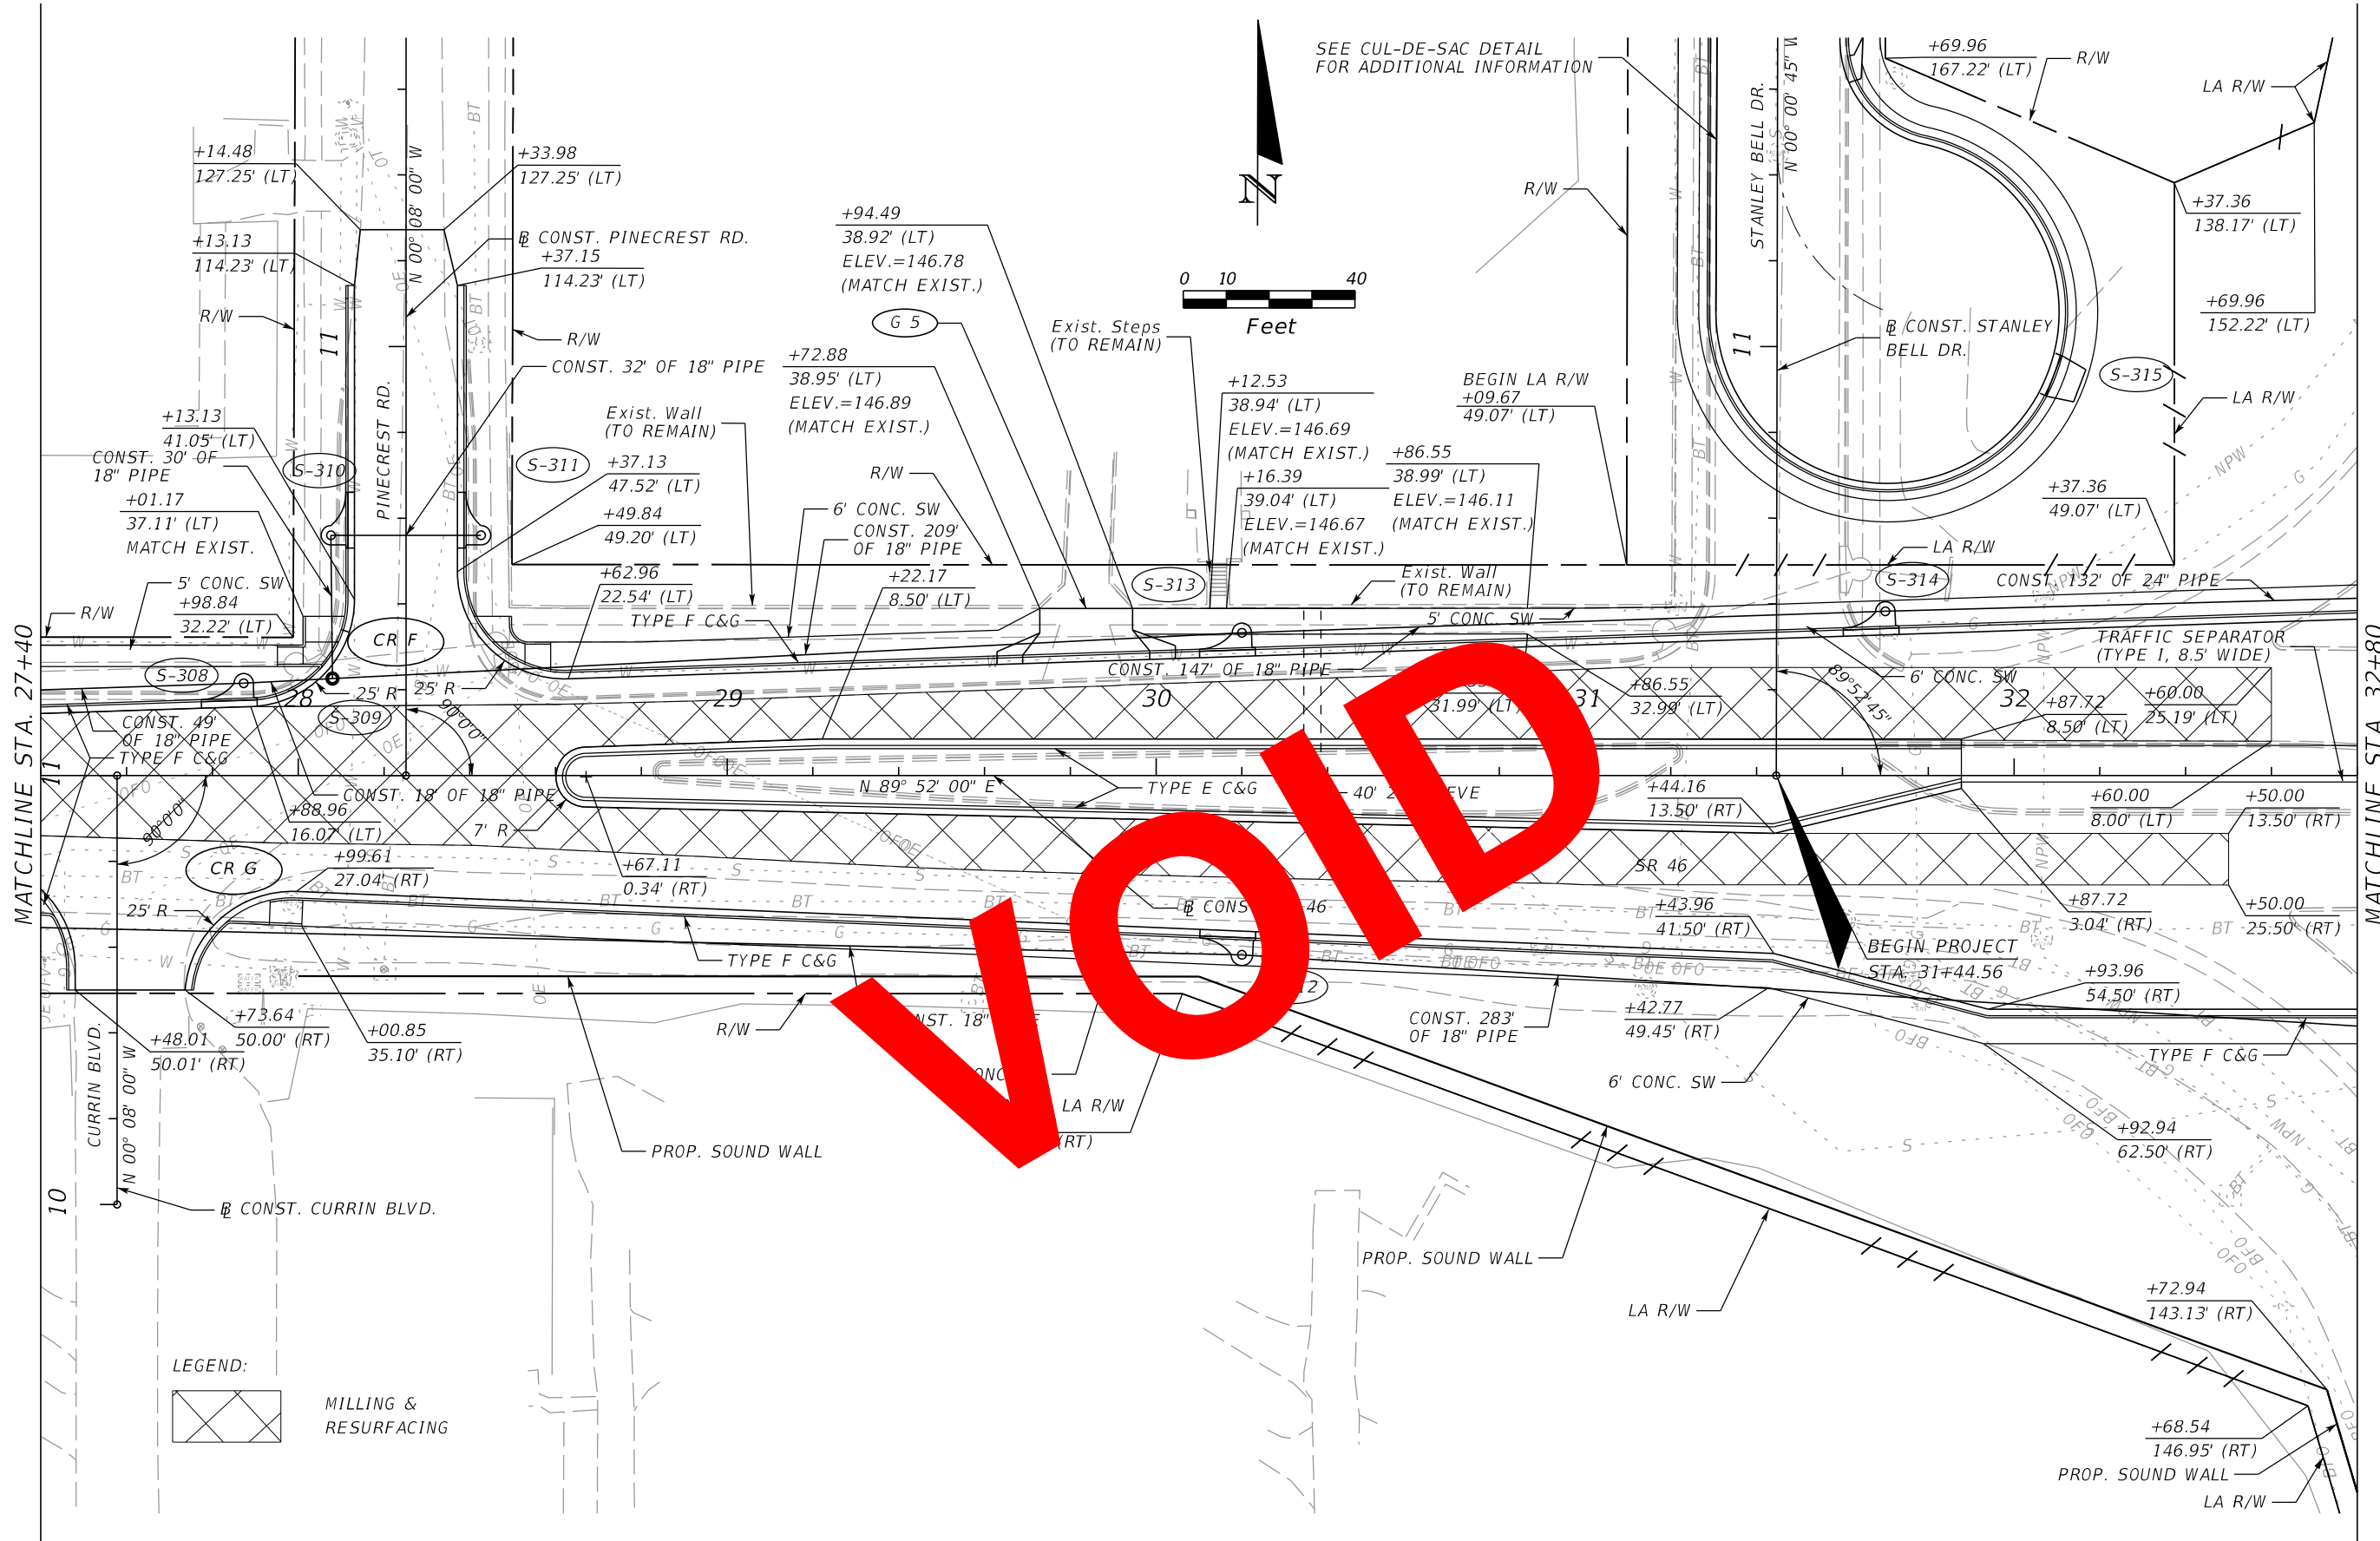 SEE CUL-DE-SAC DETAIL
FOR ADDITIONAL INFORMATION
STANLEY BELL DR.
N 00° 00' 45" W
+69.96
167.22' (LT)
R/W
LA R/W
+14.48
127.25' (LT)
+33.98
127.25' (LT)
N 00° 08' 00" W
N
R/W
+37.36
138.17' (LT)
+13.13
114.23' (LT)
B CONST. PINECREST RD.
+37.15
114.23' (LT)
+94.49
38.92' (LT)
ELEV.=146.78
(MATCH EXIST.)
0 10 40
Feet
+69.96
152.22' (LT)
R/W
11
R/W
G 5
Exist. Steps
(TO REMAIN)
11
B CONST. STANLEY
BELL DR.
CONST. 32' OF 18" PIPE
+72.88
38.95' (LT)
ELEV.=146.89
(MATCH EXIST.)
PINECREST RD.
+12.53
38.94' (LT)
ELEV.=146.69
(MATCH EXIST.)
BEGIN LA R/W
+09.67
49.07' (LT)
S-315
LA R/W
+13.13
41.05' (LT)
CONST. 30' OF
18" PIPE
Exist. Wall
(TO REMAIN)
S-310
S-311
+37.13
47.52' (LT)
R/W
+16.39
39.04' (LT)
ELEV.=146.67
(MATCH EXIST.)
+86.55
38.99' (LT)
ELEV.=146.11
(MATCH EXIST.)
+37.36
49.07' (LT)
+01.17
37.11' (LT)
MATCH EXIST.
+49.84
49.20' (LT)
6' CONC. SW
CONST. 209'
OF 18" PIPE
LA R/W
5' CONC. SW
+98.84
32.22' (LT)
R/W
+62.96
22.54' (LT)
TYPE F C&G
+22.17
8.50' (LT)
S-313
Exist. Wall
(TO REMAIN)
5' CONC. SW
S-314
CONST. 132' OF 24" PIPE
CR F
TRAFFIC SEPARATOR
(TYPE I, 8.5' WIDE)
S-308
CONST. 147' OF 18" PIPE
6' CONC. SW
MATCHLINE STA. 27+40
28
25' R
25' R
29
30
31.99' (LT)
31
+86.55
32.99' (LT)
89°52'45"
32
+87.72
8.50' (LT)
+60.00
25.19' (LT)
MATCHLINE STA. 32+80
S-309
90°0'0"
CONST. 49'
OF 18" PIPE
TYPE F C&G
11
CONST. 18' OF 18" PIPE
N 89° 52' 00" E
TYPE E C&G
+44.16
13.50' (RT)
+60.00
8.00' (LT)
+50.00
13.50' (RT)
+88.96
16.07' (LT)
90°0'0"
7' R
CR G
+99.61
27.04' (RT)
+67.11
0.34' (RT)
SR 46
25' R
B CONST. 46
+43.96
41.50' (RT)
+87.72
3.04' (RT)
+50.00
25.50' (RT)
TYPE F C&G
BEGIN PROJECT
STA. 31+44.56
+93.96
54.50' (RT)
+73.64
50.00' (RT)
+48.01
50.01' (RT)
+00.85
35.10' (RT)
R/W
CONST. 283'
OF 18" PIPE
+42.77
49.45' (RT)
TYPE F C&G
CURRIN BLVD.
N 00° 08' 00" W
LA R/W
(RT)
6' CONC. SW
+92.94
62.50' (RT)
PROP. SOUND WALL
10
B CONST. CURRIN BLVD.
PROP. SOUND WALL
LA R/W
+72.94
143.13' (RT)
LEGEND:
MILLING &
RESURFACING
+68.54
146.95' (RT)
PROP. SOUND WALL
LA R/W
VOID